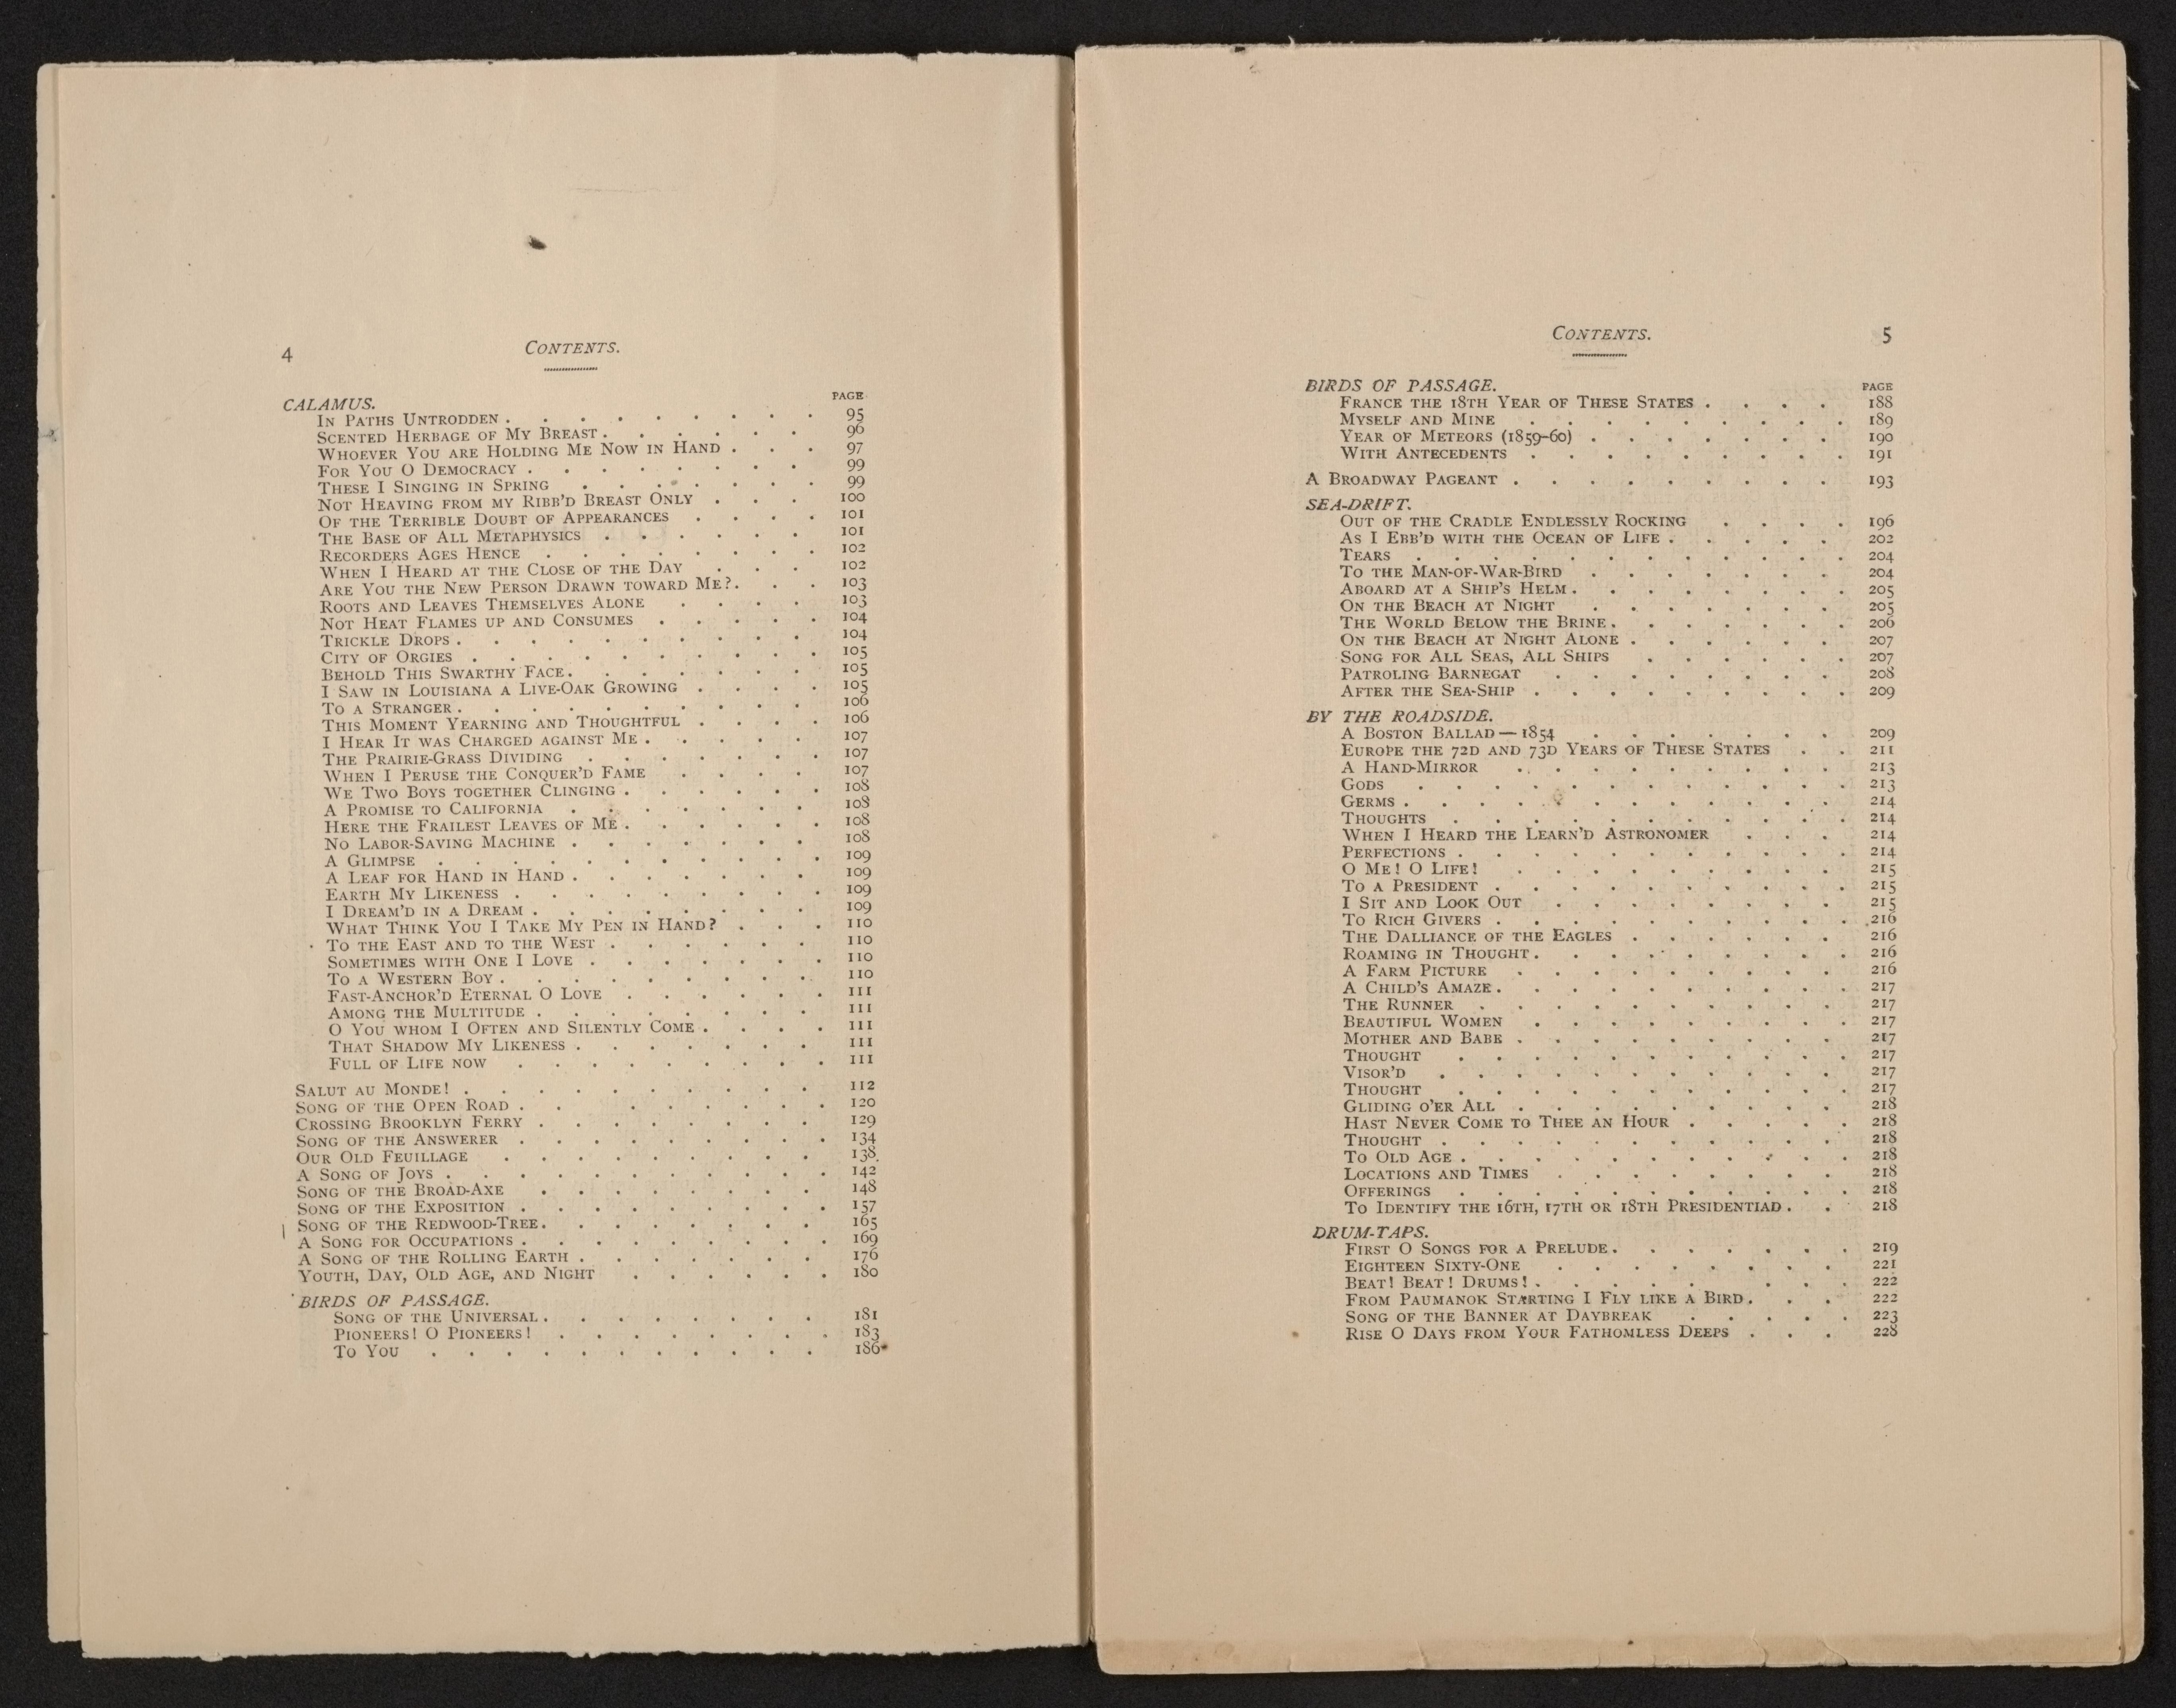 4
CONTENTS.
PAGE
CALAMUS.
IN PATHS UNTRODDEN . . . . . . . . . 95
SCENTED HERBAGE OF MY BREAST . . . . . . 96
WHOEVER YOU ARE HOLDING ME NOW IN HAND . . . 97
FOR YOU O DEMOCRACY . . . . . . . . 99
THESE I SINGING IN SPRING . . . . . . . 99
NOT HEAVING FROM MY RIBB'D BREAST ONLY . . . 100
OF THE TERRIBLE DOUBT OF APPEARANCES . . . . 101
THE BASE OF ALL METAPHYSICS . . . . . . 101
RECORDERS AGES HENCE . . . . . . . . 102
WHEN I HEARD AT THE CLOSE OF THE DAY . . . 102
ARE YOU THE NEW PERSON DRAWN TOWARD ME? . . . 103
ROOTS AND LEAVES THEMSELVES ALONE . . . . 103
NOT HEAT FLAMES UP AND CONSUMES . . . . . 104
TRICKLE DROPS . . . . . . . . . . 104
CITY OF ORGIES . . . . . . . . . . 105
BEHOLD THIS SWARTHY FACE . . . . . . . 105
I SAW IN LOUISIANA A LIVE-OAK GROWING . . . . 105
TO A STRANGER . . . . . . . . . . 106
THIS MOMENT YEARNING AND THOUGHTFUL . . . . 106
I HEAR IT WAS CHARGED AGAINST ME . . . . . 107
THE PRAIRIE-GRASS DIVIDING . . . . . . . 107
WHEN I PERUSE THE CONQUER'D FAME . . . . 107
WE TWO BOYS TOGETHER CLINGING . . . . . . 108
A PROMISE TO CALIFORNIA . . . . . . . 108
HERE THE FRAILEST LEAVES OF ME . . . . . . 108
NO LABOR-SAVING MACHINE . . . . . . . 108
A GLIMPSE . . . . . . . . . . . 109
A LEAF FOR HAND IN HAND . . . . . . . 109
EARTH MY LIKENESS . . . . . . . . . 109
I DREAM'D IN A DREAM . . . . . . . . 109
WHAT THINK YOU I TAKE MY PEN IN HAND? . . . 110
TO THE EAST AND TO THE WEST . . . . . . 110
SOMETIMES WITH ONE I LOVE . . . . . . . 110
TO A WESTERN BOY . . . . . . . . . 110
FAST-ANCHOR'D ETERNAL O LOVE . . . . . . 111
AMONG THE MULTITUDE . . . . . . . . 111
O YOU WHOM I OFTEN AND SILENTLY COME . . . . 111
THAT SHADOW MY LIKENESS . . . . . . . 111
FULL OF LIFE NOW . . . . . . . . . 111
SALUT AU MONDE! . . . . . . . . . . 112
SONG OF THE OPEN ROAD . . . . . . . . 120
CROSSING BROOKLYN FERRY . . . . . . . . 129
SONG OF THE ANSWERER . . . . . . . . . 134
OUR OLD FEUILLAGE . . . . . . . . . 138
A SONG OF JOYS . . . . . . . . . . . 142
SONG OF THE BROAD-AXE . . . . . . . . 148
SONG OF THE EXPOSITION . . . . . . . . . 157
SONG OF THE REDWOOD-TREE . . . . . . . . 165
A SONG FOR OCCUPATIONS . . . . . . . . . 169
A SONG OF THE ROLLING EARTH . . . . . . . 176
YOUTH, DAY, OLD AGE, AND NIGHT . . . . . . 180
BIRDS OF PASSAGE.
SONG OF THE UNIVERSAL . . . . . . . . 181
PIONEERS! O PIONEERS! . . . . . . . . 183
TO YOU . . . . . . . . . . . 186
CONTENTS.
5
BIRDS OF PASSAGE.
PAGE
FRANCE THE 18TH YEAR OF THESE STATES . . . . 188
MYSELF AND MINE . . . . . . . . . 189
YEAR OF METEORS (1859–60) . . . . . . . 190
WITH ANTECEDENTS . . . . . . . . . 191
A BROADWAY PAGEANT . . . . . . . . . 193
SEA-DRIFT.
OUT OF THE CRADLE ENDLESSLY ROCKING . . . . 196
AS I EBB'D WITH THE OCEAN OF LIFE . . . . . 202
TEARS . . . . . . . . . . . . 204
TO THE MAN-OF-WAR-BIRD . . . . . . . 204
ABOARD AT A SHIP'S HELM . . . . . . . . 205
ON THE BEACH AT NIGHT . . . . . . . 205
THE WORLD BELOW THE BRINE . . . . . . . 206
ON THE BEACH AT NIGHT ALONE . . . . . . 207
SONG FOR ALL SEAS, ALL SHIPS . . . . . . 207
PATROLING BARNEGAT . . . . . . . . 208
AFTER THE SEA-SHIP . . . . . . . . . 209
BY THE ROADSIDE.
A BOSTON BALLAD — 1854 . . . . . . . 209
EUROPE THE 72D AND 73D YEARS OF THESE STATES . . 211
A HAND-MIRROR . . . . . . . . . 213
GODS . . . . . . . . . . . . 213
GERMS . . . . . . . . . . . . 214
THOUGHTS . . . . . . . . . . . 214
WHEN I HEARD THE LEARN'D ASTRONOMER . . . 214
PERFECTIONS . . . . . . . . . . . 214
O ME! O LIFE! . . . . . . . . . 215
TO A PRESIDENT . . . . . . . . . . 215
I SIT AND LOOK OUT . . . . . . . . 215
TO RICH GIVERS . . . . . . . . . . 216
THE DALLIANCE OF THE EAGLES . . . . . . 216
ROAMING IN THOUGHT . . . . . . . . . 216
A FARM PICTURE . . . . . . . . . 216
A CHILD'S AMAZE . . . . . . . . . . 217
THE RUNNER . . . . . . . . . . 217
BEAUTIFUL WOMEN . . . . . . . . . 217
MOTHER AND BABE . . . . . . . . . 217
THOUGHT . . . . . . . . . . . 217
VISOR'D . . . . . . . . . . . 217
THOUGHT . . . . . . . . . . . 217
GLIDING O'ER ALL . . . . . . . . . 218
HAST NEVER COME TO THEE AN HOUR . . . . . 218
THOUGHT . . . . . . . . . . . 218
TO OLD AGE . . . . . . . . . . . 218
LOCATIONS AND TIMES . . . . . . . . 218
OFFERINGS . . . . . . . . . . . 218
TO IDENTIFY THE 16TH, 17TH OR 18TH PRESIDENTIAD . . 218
DRUM-TAPS.
FIRST O SONGS FOR A PRELUDE . . . . . . . 219
EIGHTEEN SIXTY-ONE . . . . . . . . 221
BEAT! BEAT! DRUMS! . . . . . . . . . 222
FROM PAUMANOK STARTING I FLY LIKE A BIRD . . . 222
SONG OF THE BANNER AT DAYBREAK . . . . . 223
RISE O DAYS FROM YOUR FATHOMLESS DEEPS . . . 228